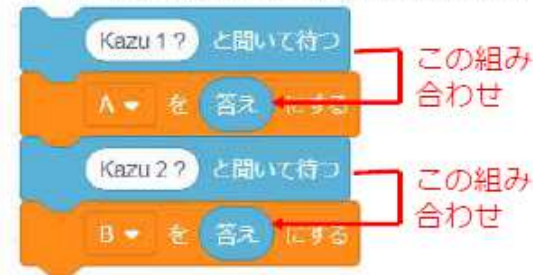 Kazu 1 ? と聞いて待つ
A を 答え にする
この組み
合わせ
Kazu 2 ? と聞いて待つ
B を 答え にする
この組み
合わせ